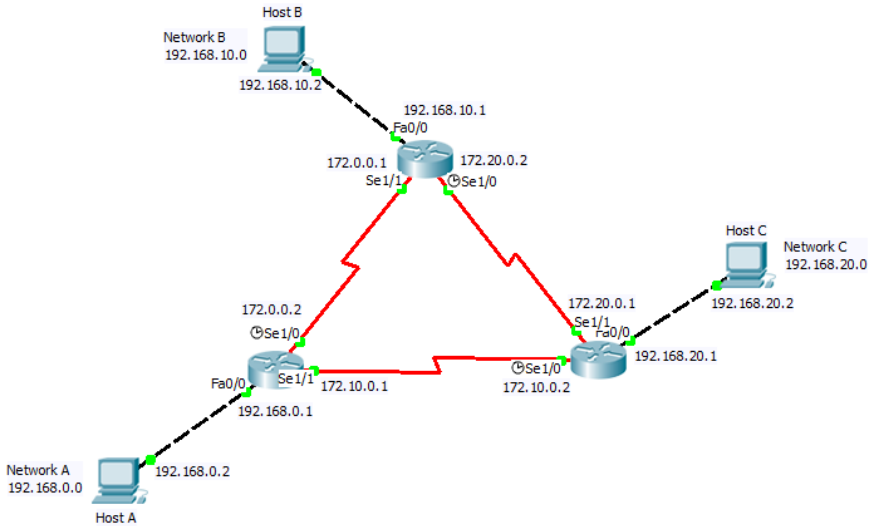 Host B
Network B
192.168.10.0
192.168.10.2
192.168.10.1
Fa0/0
172.0.0.1
172.20.0.2
Se1/1
Se1/0
Host C
Network C
192.168.20.0
192.168.20.2
172.20.0.1
Se1/1
Fa0/0
192.168.20.1
172.0.0.2
Se1/0
Se1/0
172.10.0.2
Se1/1
172.10.0.1
Fa0/0
192.168.0.1
Network A
192.168.0.0
192.168.0.2
Host A